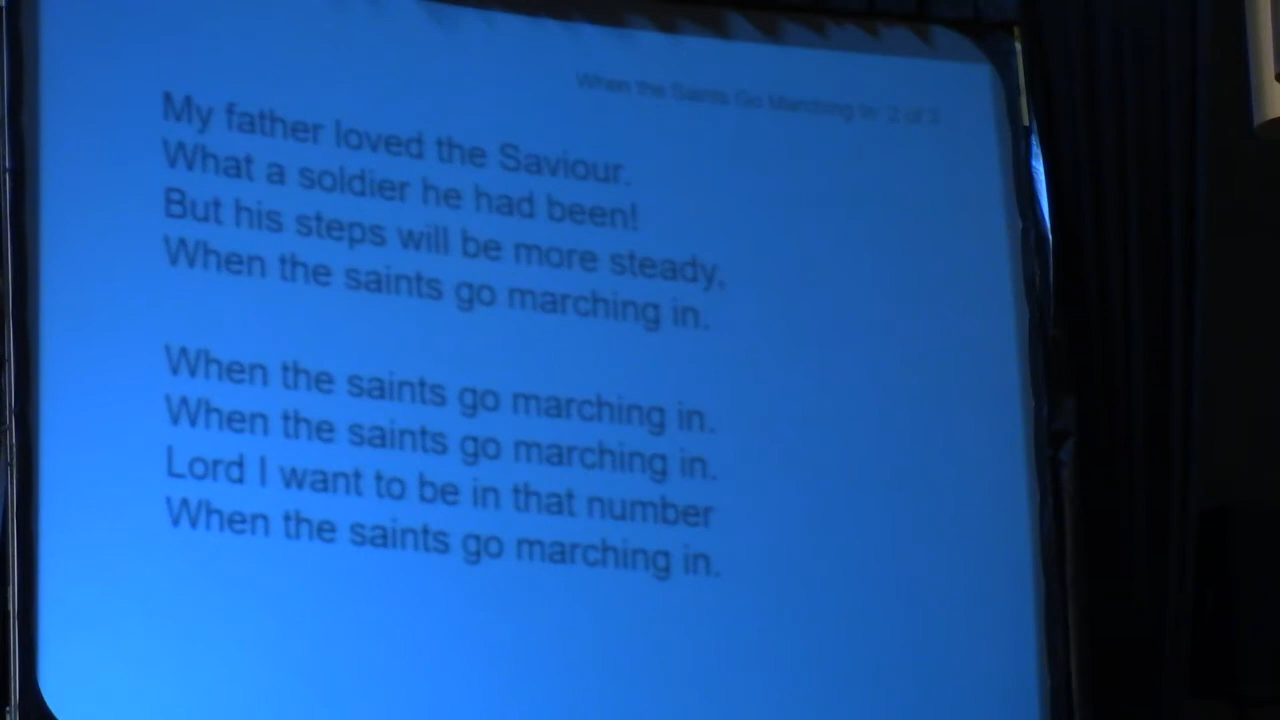 When the Saints Go Marching In 2 of 3
My father loved the Saviour.
What a soldier he had been!
But his steps will be more steady,
When the saints go marching in.
When the saints go marching in.
When the saints go marching in.
Lord I want to be in that number
When the saints go marching in.